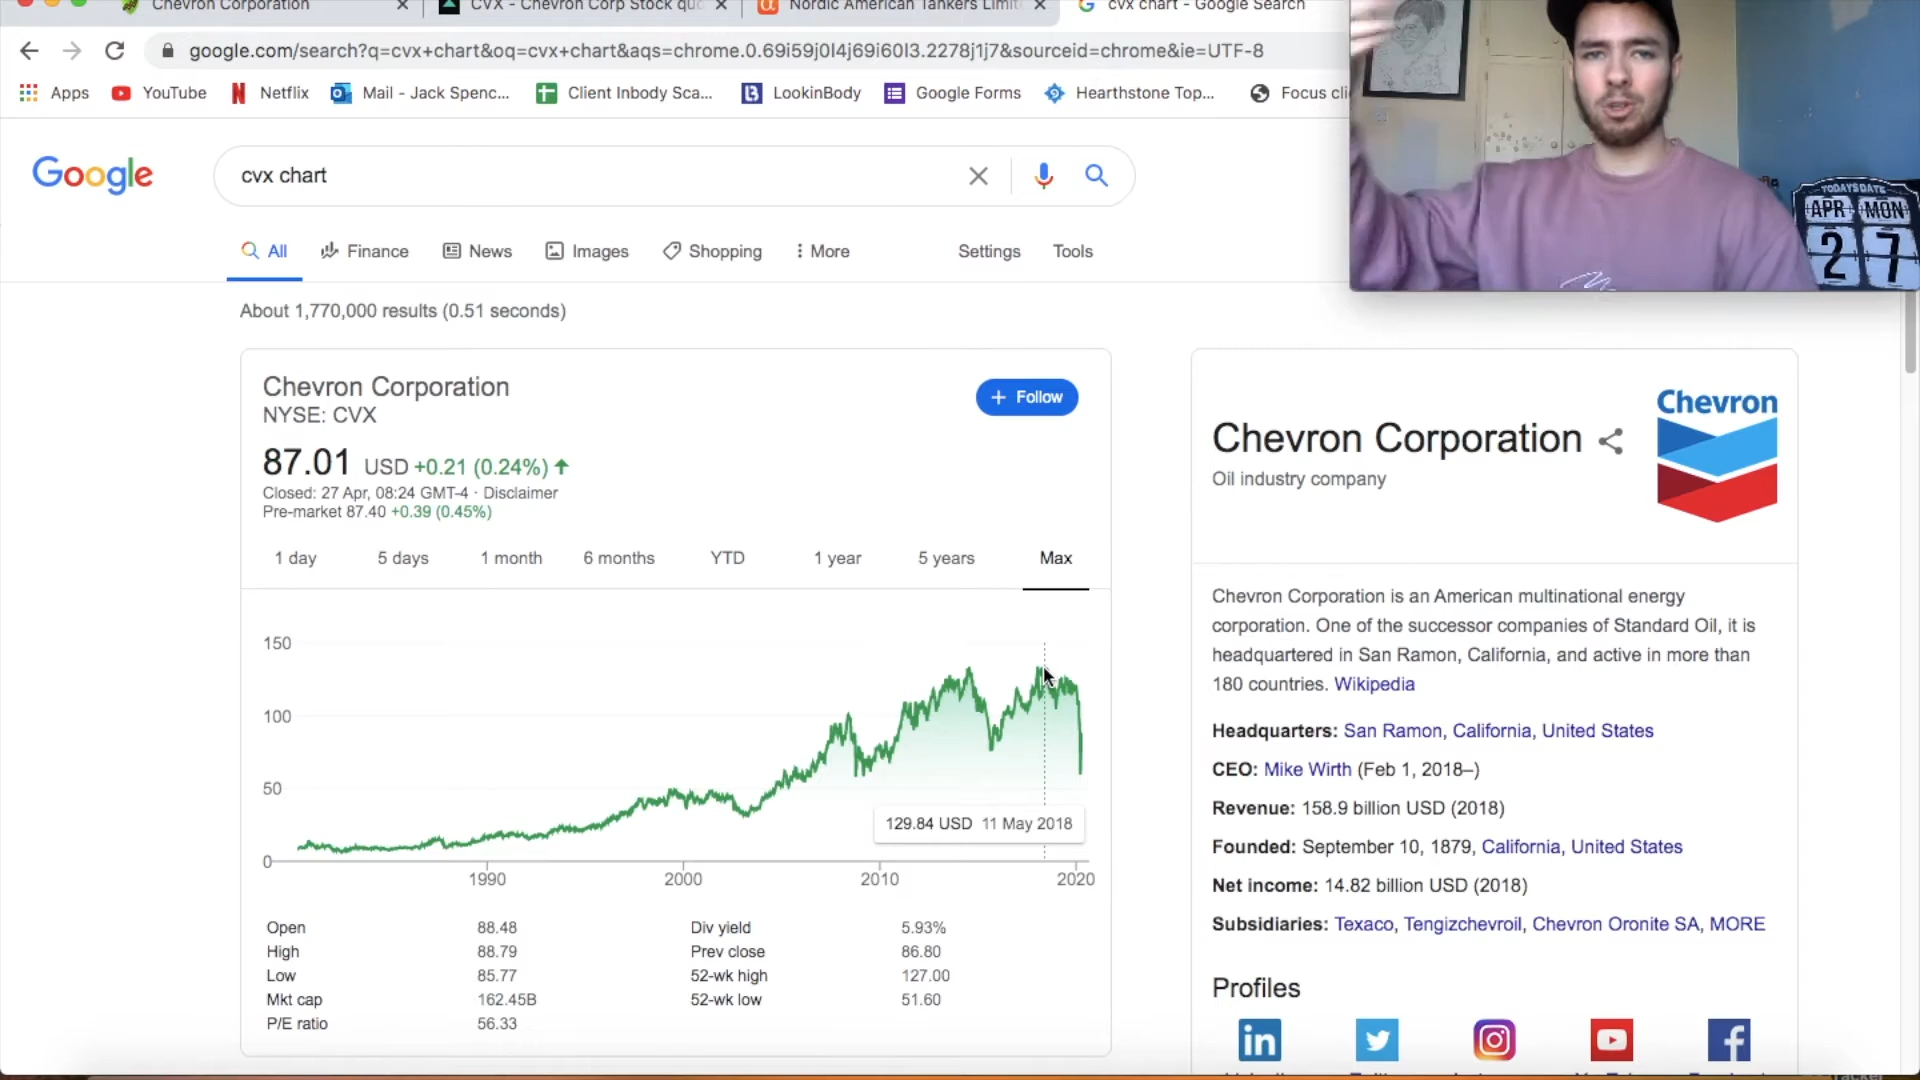 Chevron Corporation
CVX - Chevron Corp Stock quo
Nordic American Tankers Limit
cvx chart - Google Search
google.com/search?q=cvx+chart&oq=cvx+chart&aqs=chrome.0.69i59j0l4j69i60l3.2278j1j7&sourceid=chrome&ie=UTF-8
Apps
YouTube
Netflix
Mail - Jack Spenc...
Client Inbody Sca...
LookinBody
Google Forms
Hearthstone Top...
Focus cli
TODAYS DATE
APR MON
2 7
Google
cvx chart
All
Finance
News
Images
Shopping
More
Settings
Tools
About 1,770,000 results (0.51 seconds)
Chevron Corporation
NYSE: CVX
+ Follow
87.01 USD +0.21 (0.24%)
Closed: 27 Apr, 08:24 GMT-4 · Disclaimer
Pre-market 87.40 +0.39 (0.45%)
1 day
5 days
1 month
6 months
YTD
1 year
5 years
Max
150
100
50
0
129.84 USD 11 May 2018
1990
2000
2010
2020
Open 88.48
High 88.79
Low 85.77
Mkt cap 162.45B
P/E ratio 56.33
Div yield 5.93%
Prev close 86.80
52-wk high 127.00
52-wk low 51.60
Chevron Corporation
Oil industry company
Chevron
Chevron Corporation is an American multinational energy
corporation. One of the successor companies of Standard Oil, it is
headquartered in San Ramon, California, and active in more than
180 countries. Wikipedia
Headquarters: San Ramon, California, United States
CEO: Mike Wirth (Feb 1, 2018–)
Revenue: 158.9 billion USD (2018)
Founded: September 10, 1879, California, United States
Net income: 14.82 billion USD (2018)
Subsidiaries: Texaco, Tengizchevroil, Chevron Oronite SA, MORE
Profiles